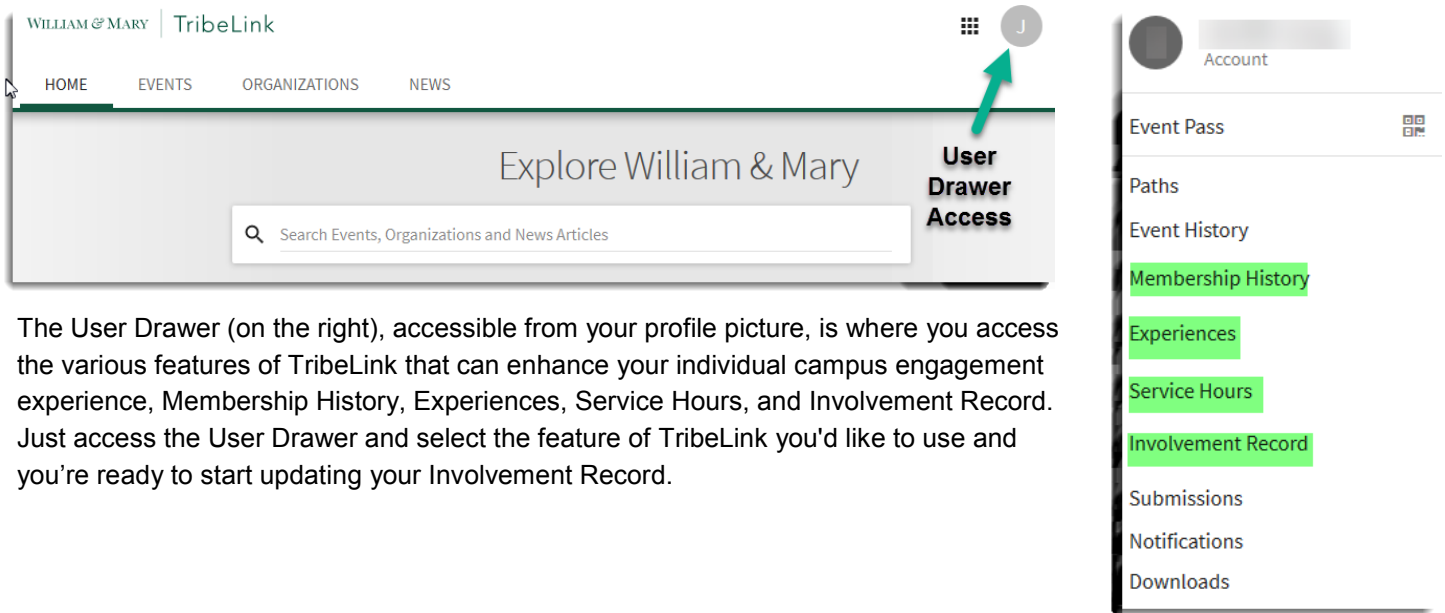 WILLIAM & MARY TribeLink
J
HOME EVENTS ORGANIZATIONS NEWS
Explore William & Mary
Search Events, Organizations and News Articles
User
Drawer
Access
The User Drawer (on the right), accessible from your profile picture, is where you access
the various features of TribeLink that can enhance your individual campus engagement
experience, Membership History, Experiences, Service Hours, and Involvement Record.
Just access the User Drawer and select the feature of TribeLink you'd like to use and
you’re ready to start updating your Involvement Record.
Account
Event Pass
Paths
Event History
Membership History
Experiences
Service Hours
Involvement Record
Submissions
Notifications
Downloads